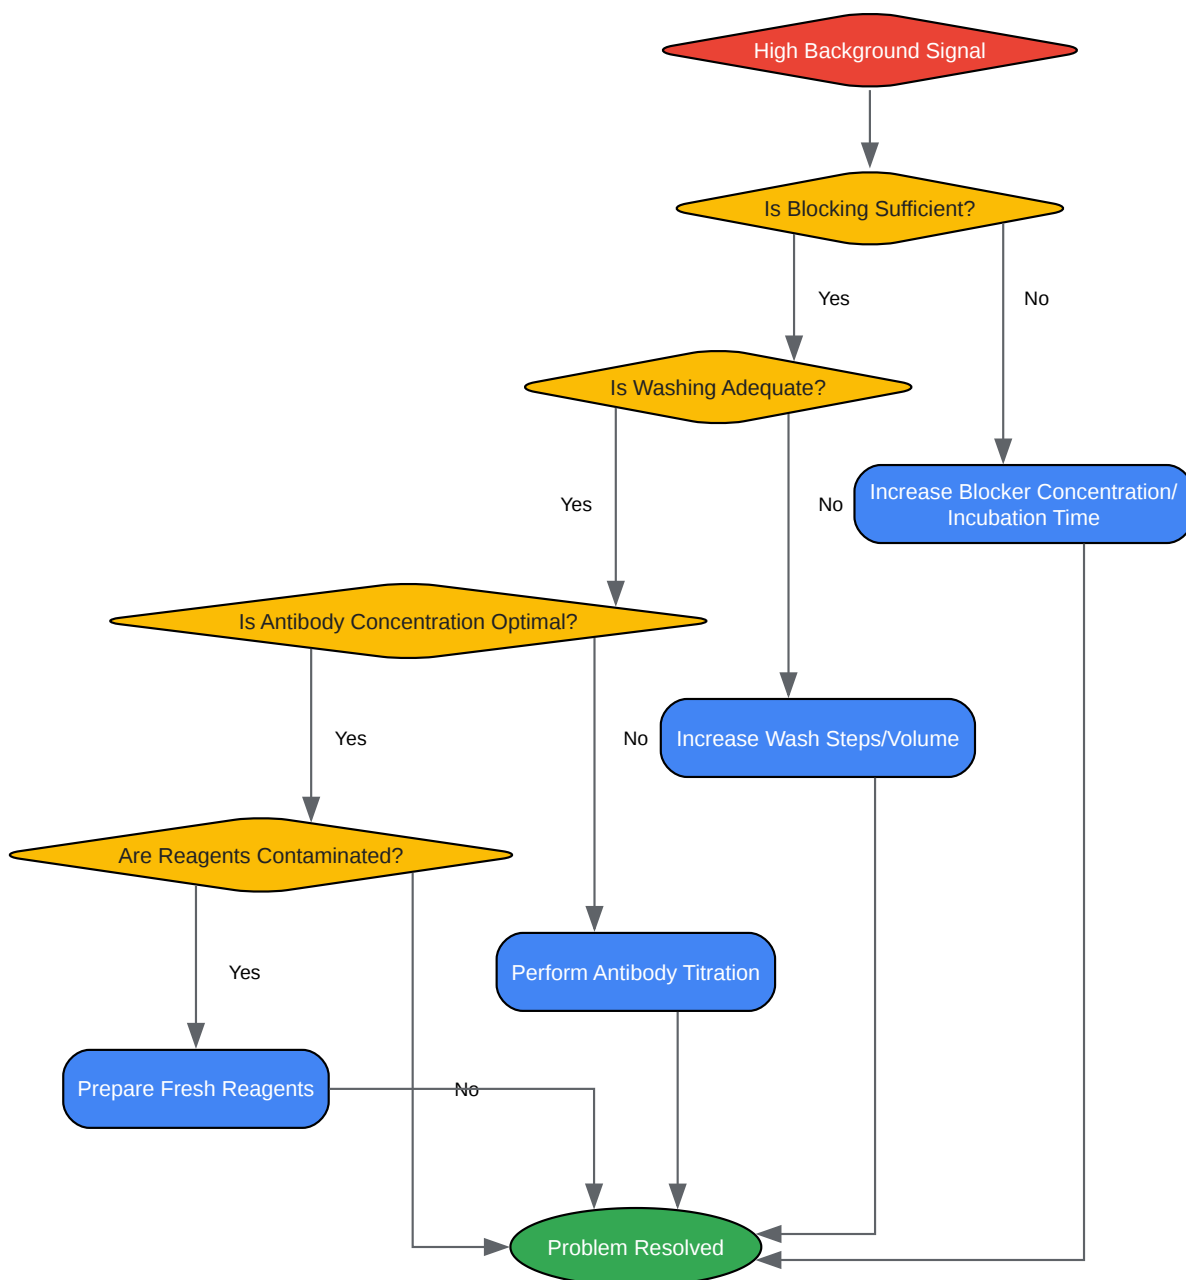 High Background Signal
Is Blocking Sufficient?
Yes
No
Is Washing Adequate?
Increase Blocker Concentration/
Incubation Time
Yes
No
Is Antibody Concentration Optimal?
Yes
No
Increase Wash Steps/Volume
Are Reagents Contaminated?
Yes
Perform Antibody Titration
Prepare Fresh Reagents
No
Problem Resolved